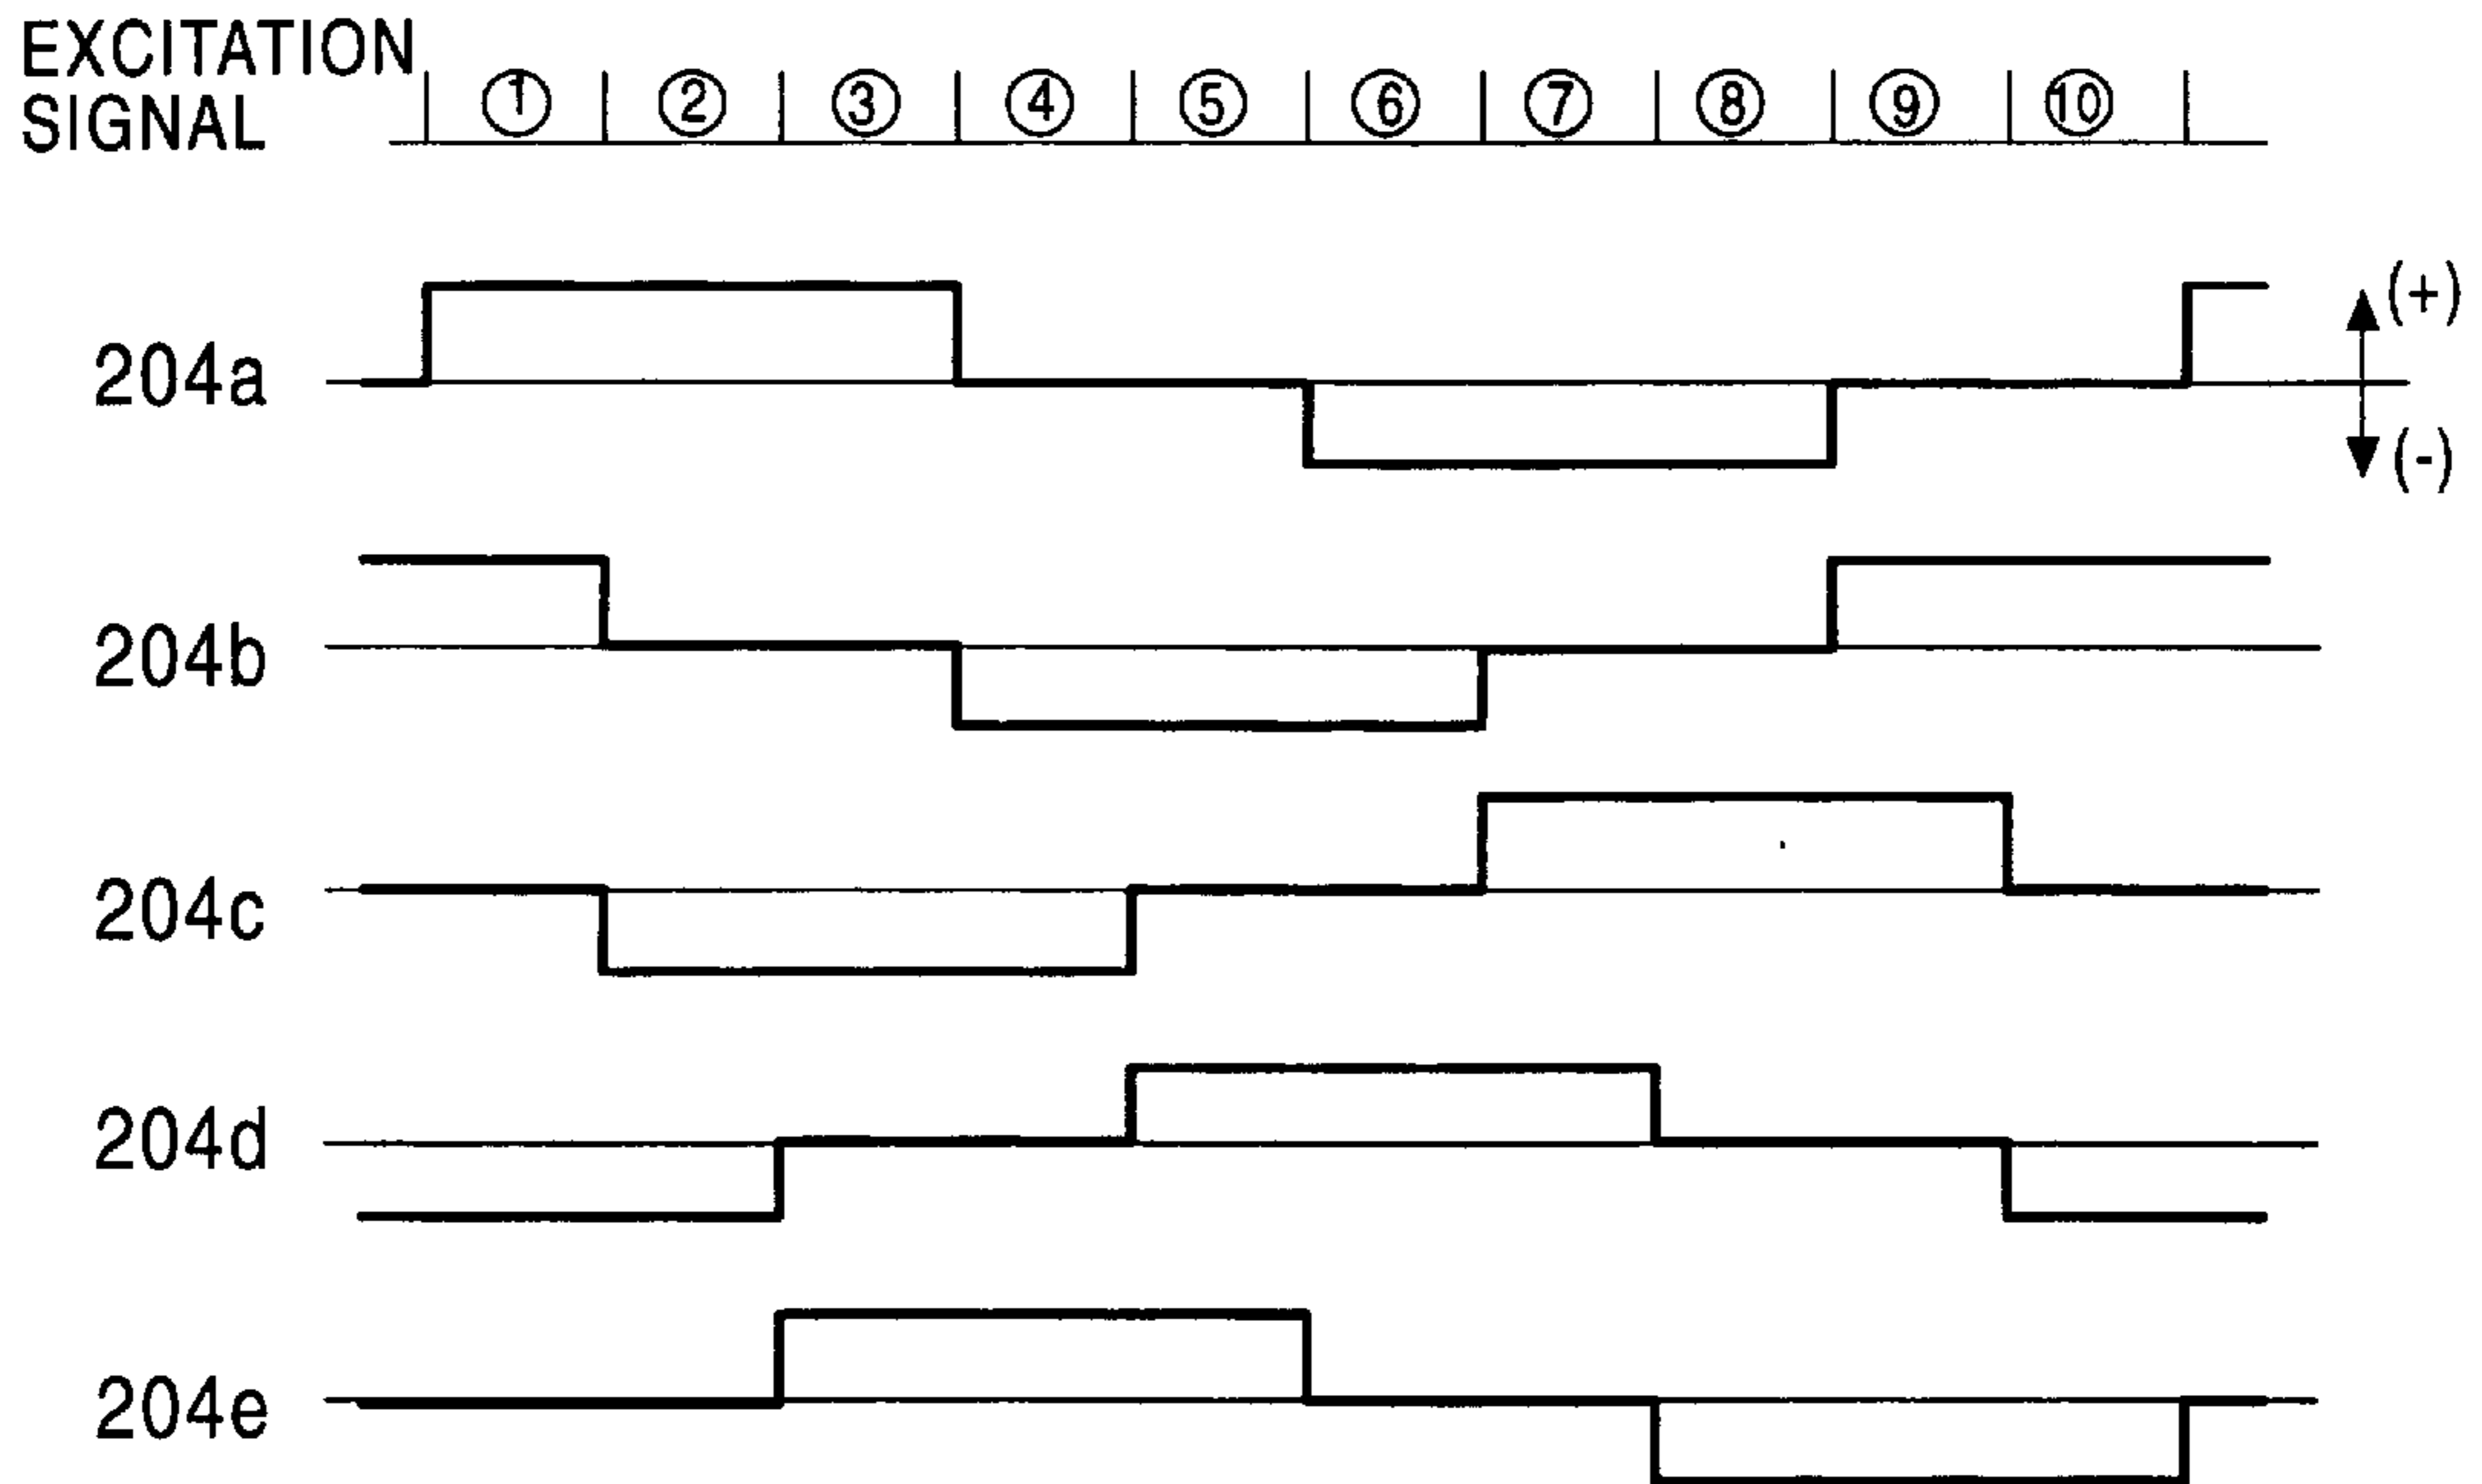 EXCITATION
SIGNAL ① ② ③ ④ ⑤ ⑥ ⑦ ⑧ ⑨ ⑩
(+)
204a
(-)
204b
204c
204d
204e